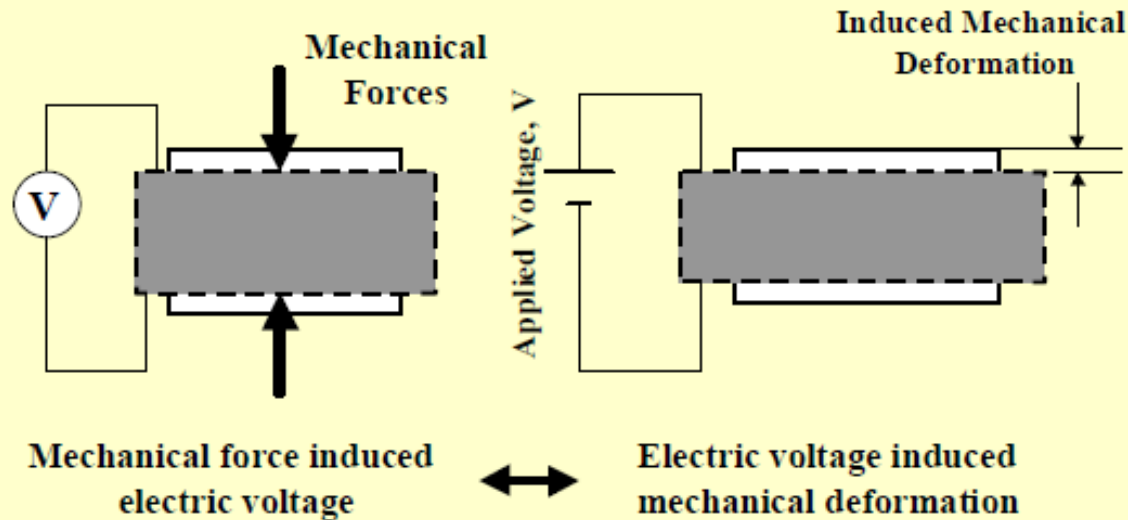 Mechanical
Forces
V
Applied Voltage, V
Induced Mechanical
Deformation
Mechanical force induced
electric voltage
Electric voltage induced
mechanical deformation